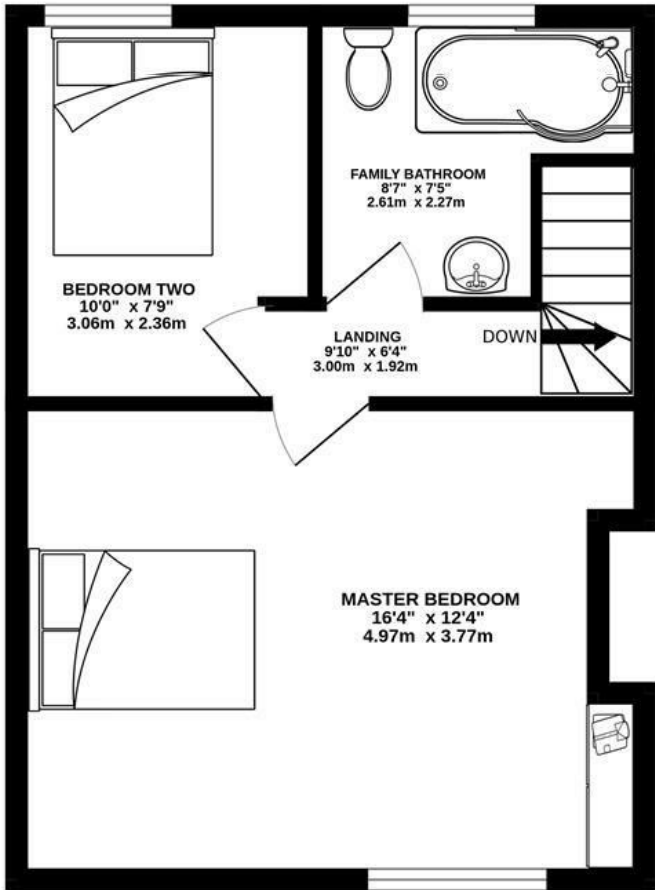 FAMILY BATHROOM
8'7" x 7'5"
2.61m x 2.27m
BEDROOM TWO
10'0" x 7'9"
3.06m x 2.36m
LANDING
9'10" x 6'4"
3.00m x 1.92m
DOWN
MASTER BEDROOM
16'4" x 12'4"
4.97m x 3.77m